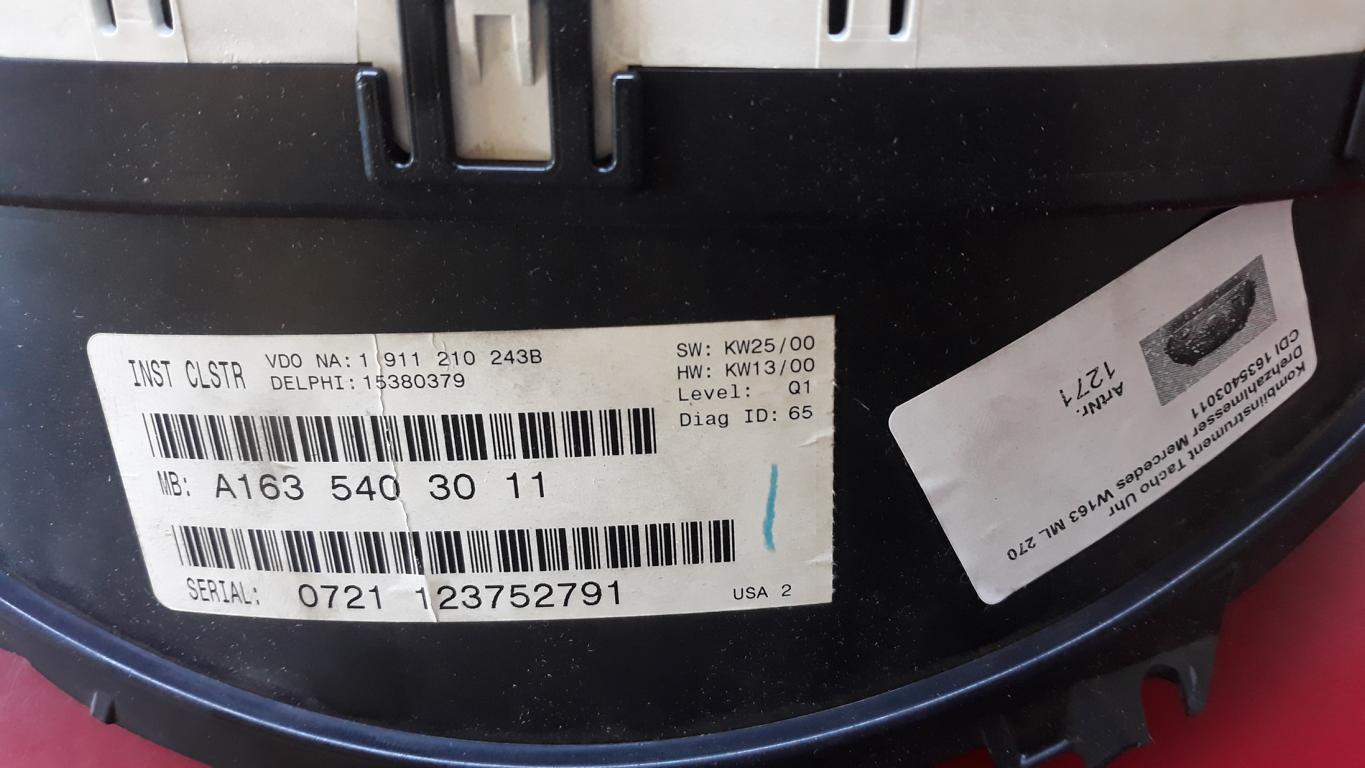 INST CLSTR
VDO NA: 1 911 210 243B
DELPHI: 15380379
SW: KW25/00
HW: KW13/00
Level: Q1
Diag ID: 65
MB: A163 540 30 11
SERIAL: 0721 123752791
USA 2
ArtNr.
1271
Kombiinstrument Tacho Uhr
Drehzahlmesser Mercedes W163 ML 270
CDI 1635403011